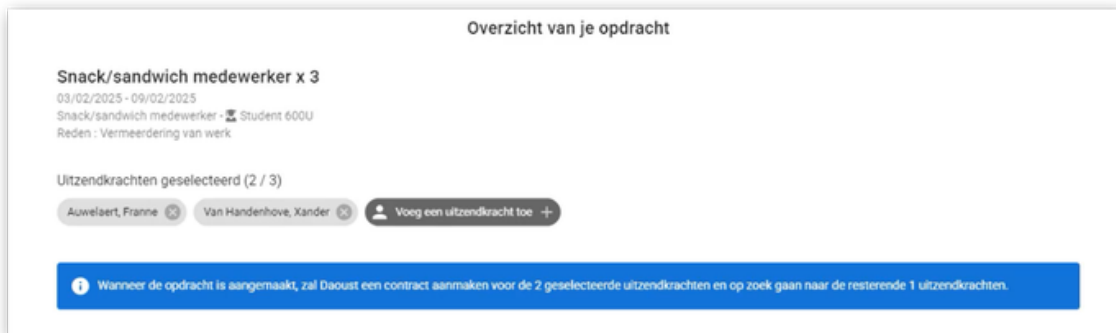 Overzicht van je opdracht
Snack/sandwich medewerker x 3
03/02/2025 - 09/02/2025
Snack/sandwich medewerker - Student 600U
Reden : Vermeerdering van werk
Uitzendkrachten geselecteerd (2 / 3)
Auwelaert, Franne Van Handenhove, Xander Voeg een uitzendkracht toe +
Wanneer de opdracht is aangemaakt, zal Daoust een contract aanmaken voor de 2 geselecteerde uitzendkrachten en op zoek gaan naar de resterende 1 uitzendkrachten.